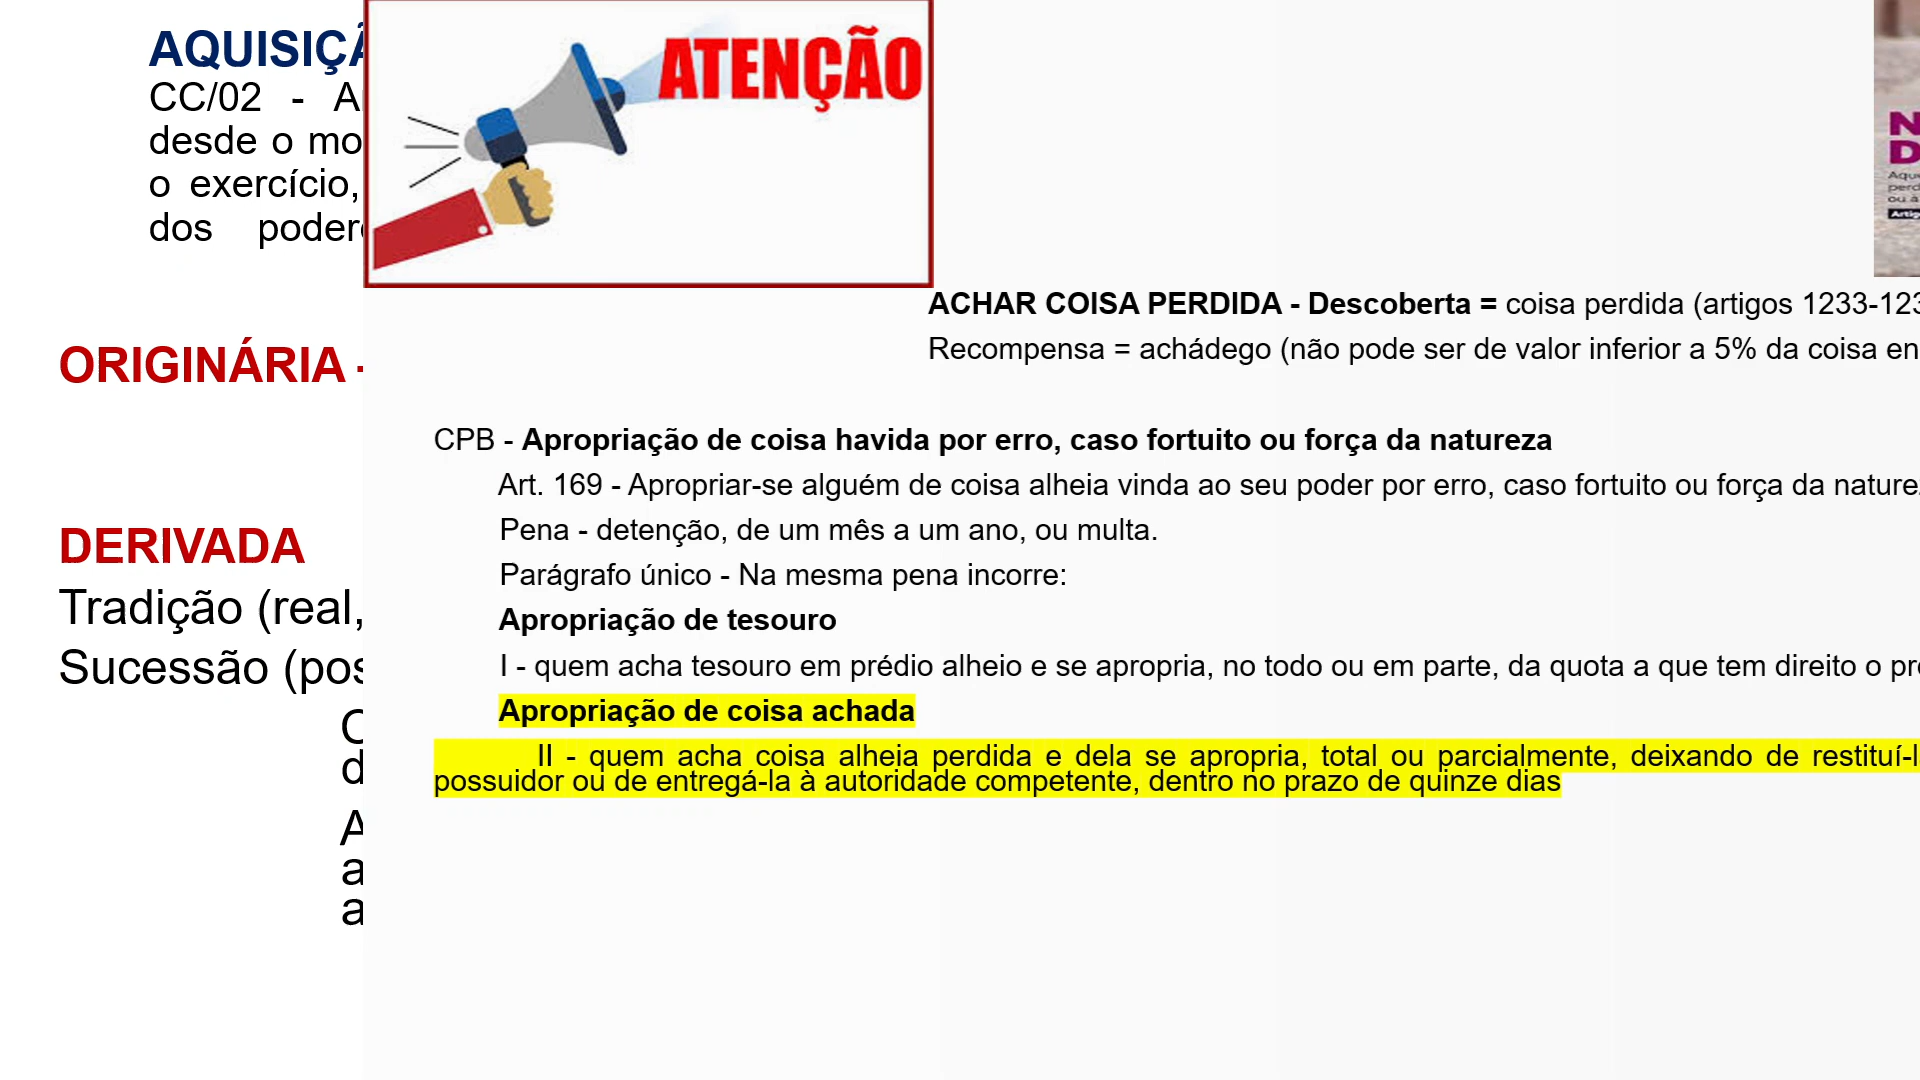 AQUISIÇÃ
CC/02 - A
desde o mo
o exercício,
dos poder
ORIGINÁRIA -
DERIVADA
Tradição (real,
Sucessão (pos
ATENÇÃO
ACHAR COISA PERDIDA - Descoberta = coisa perdida (artigos 1233-123
Recompensa = achádego (não pode ser de valor inferior a 5% da coisa en
CPB - Apropriação de coisa havida por erro, caso fortuito ou força da natureza
Art. 169 - Apropriar-se alguém de coisa alheia vinda ao seu poder por erro, caso fortuito ou força da nature
Pena - detenção, de um mês a um ano, ou multa.
Parágrafo único - Na mesma pena incorre:
Apropriação de tesouro
I - quem acha tesouro em prédio alheio e se apropria, no todo ou em parte, da quota a que tem direito o pr
Apropriação de coisa achada
II - quem acha coisa alheia perdida e dela se apropria, total ou parcialmente, deixando de restituí-l
possuidor ou de entregá-la à autoridade competente, dentro no prazo de quinze dias